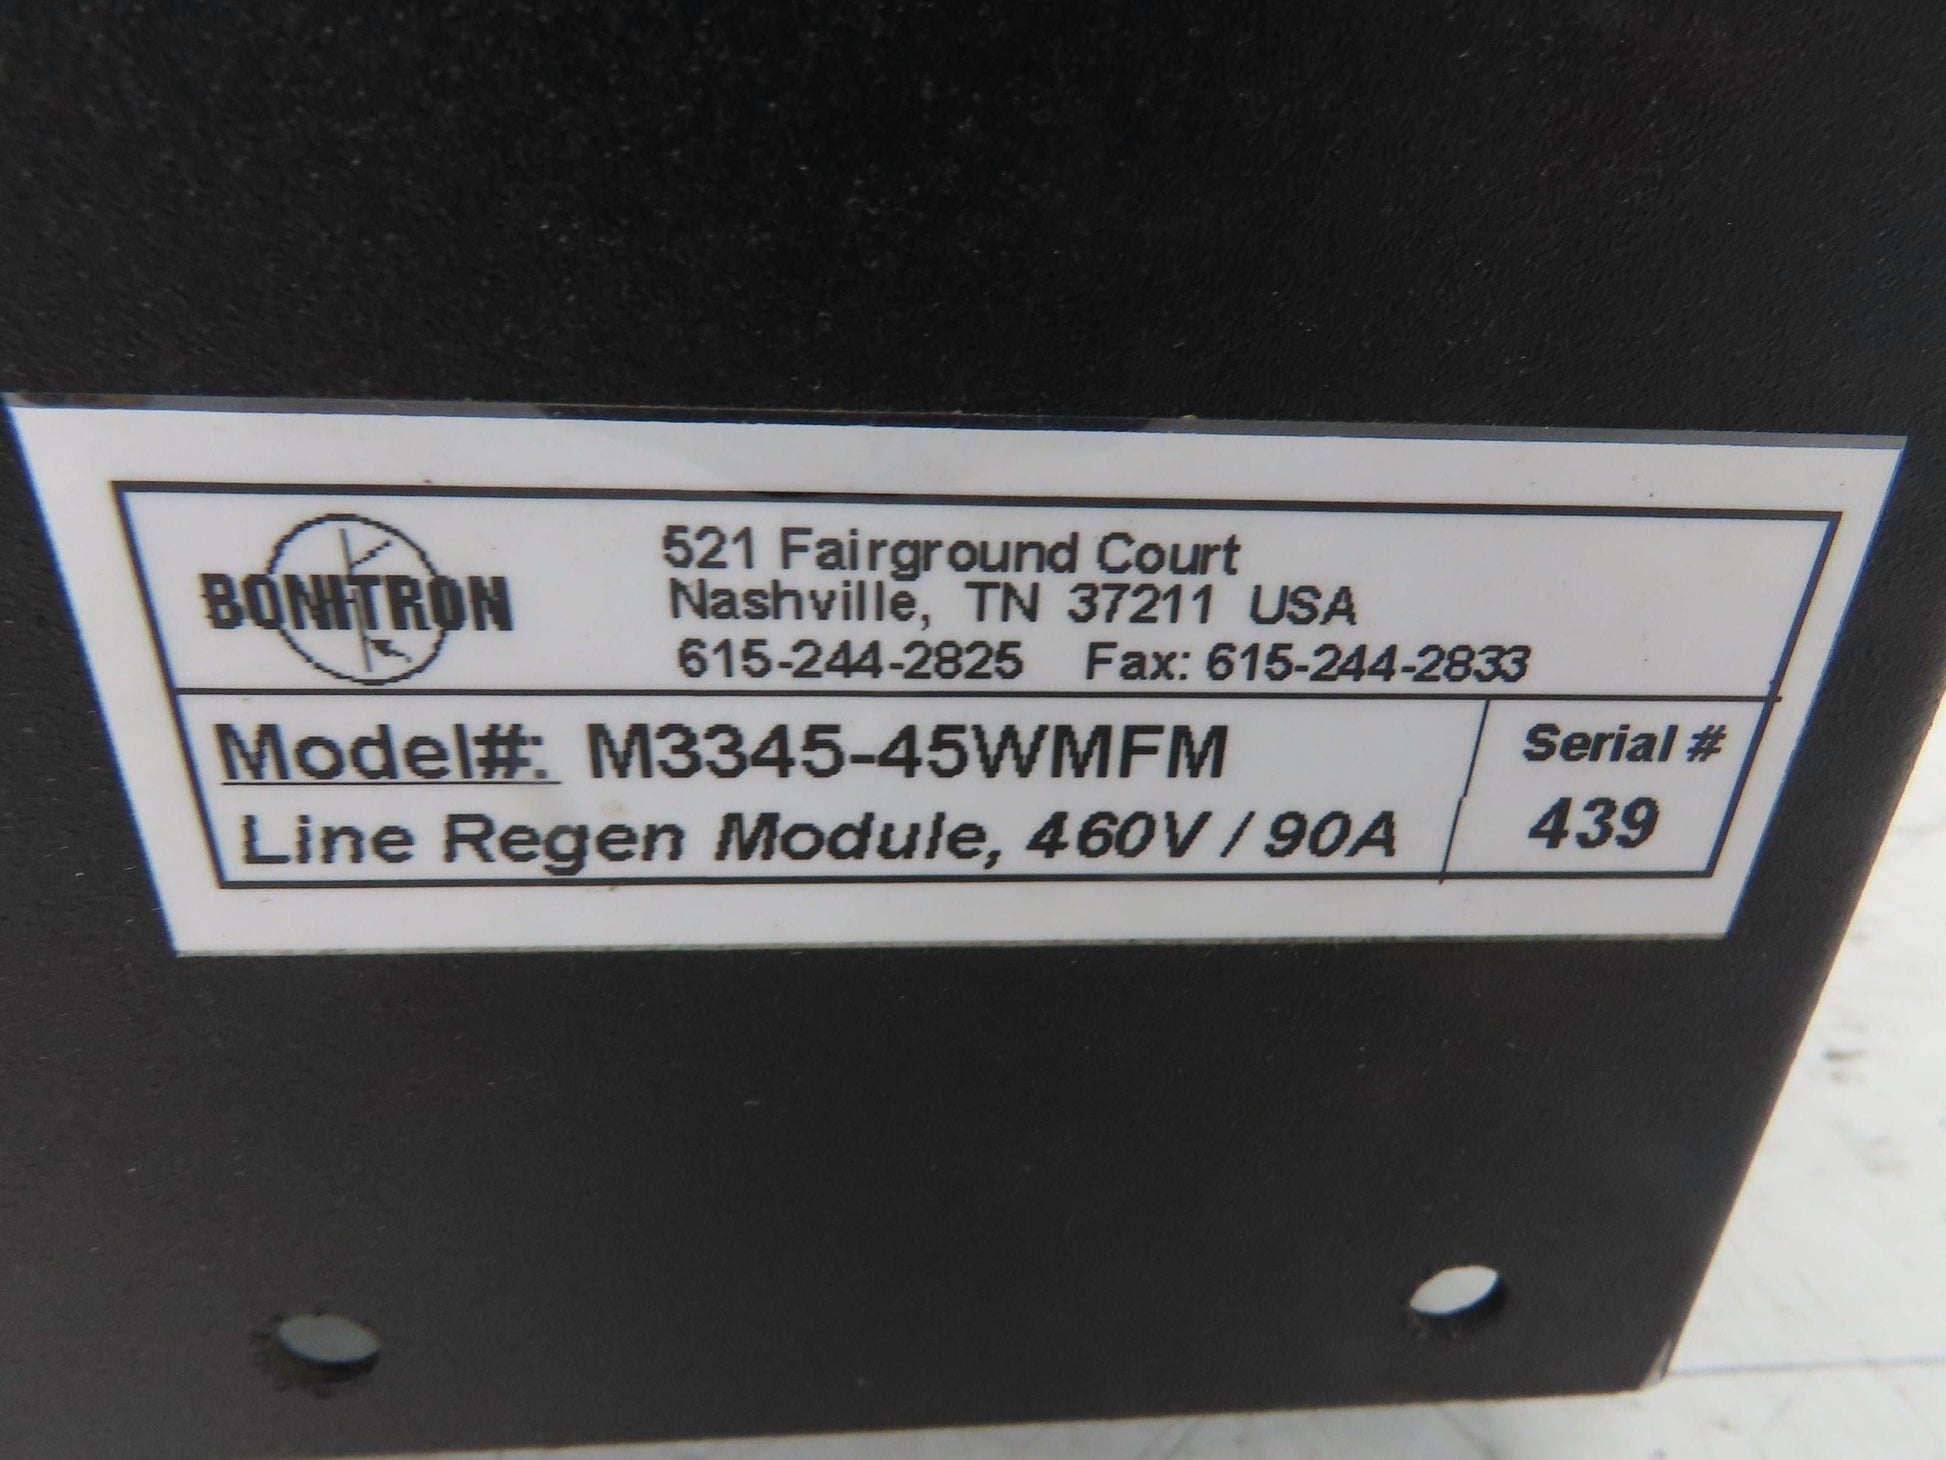 BONITRON
521 Fairground Court
Nashville, TN 37211 USA
615-244-2825 Fax: 615-244-2833
Model#: M3345-45WMFM
Serial #
Line Regen Module, 460V / 90A
439